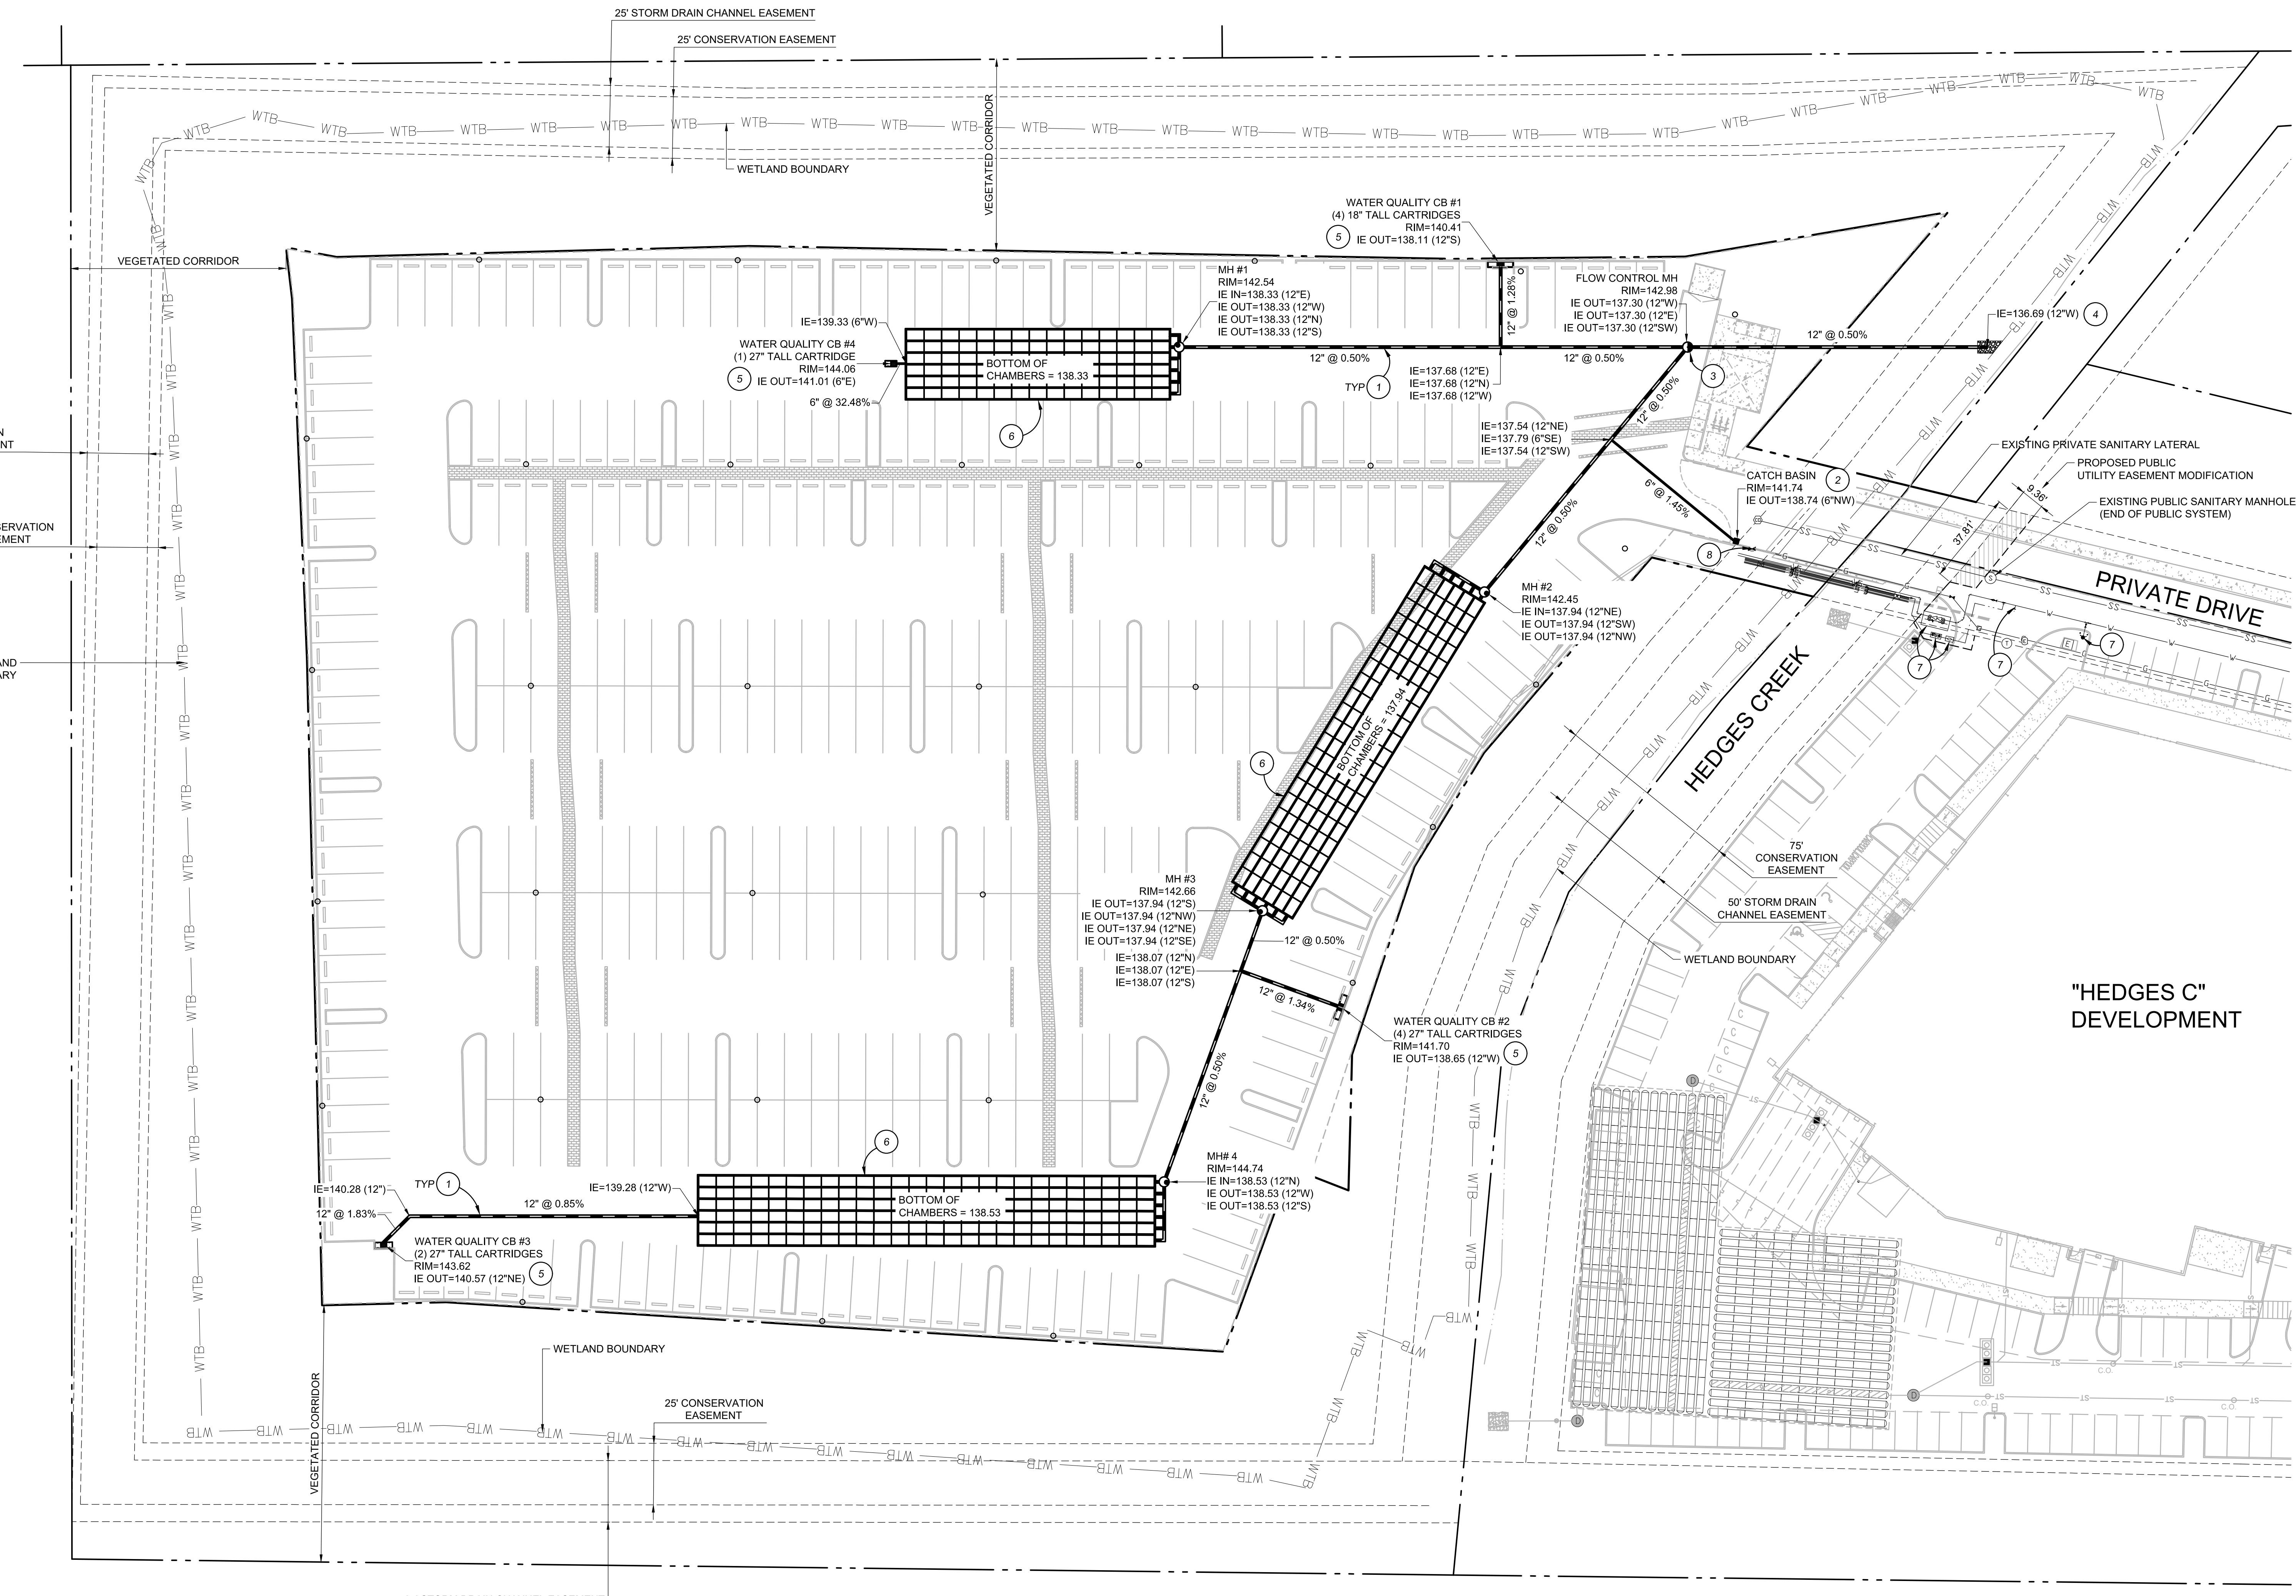 25' STORM DRAIN CHANNEL EASEMENT
25' CONSERVATION EASEMENT
WTB
WETLAND BOUNDARY
VEGETATED CORRIDOR
VEGETATED CORRIDOR
WATER QUALITY CB #1
(4) 18" TALL CARTRIDGES
RIM=140.41
5
IE OUT=138.11 (12"S)
12" @ 1.28%
MH #1
RIM=142.54
IE IN=138.33 (12"E)
IE OUT=138.33 (12"W)
IE OUT=138.33 (12"N)
IE OUT=138.33 (12"S)
FLOW CONTROL MH
RIM=142.98
IE OUT=137.30 (12"W)
IE OUT=137.30 (12"E)
IE OUT=137.30 (12"SW)
IE=136.69 (12"W)
4
IE=139.33 (6"W)
WATER QUALITY CB #4
(1) 27" TALL CARTRIDGE
RIM=144.06
5
IE OUT=141.01 (6"E)
6" @ 32.48%
BOTTOM OF
CHAMBERS = 138.33
6
12" @ 0.50%
12" @ 0.50%
12" @ 0.50%
TYP
1
IE=137.68 (12"E)
IE=137.68 (12"N)
IE=137.68 (12"W)
3
12" @ 0.50%
IE=137.54 (12"NE)
IE=137.79 (6"SE)
IE=137.54 (12"SW)
6" @ 1.45%
12" @ 0.50%
CATCH BASIN
2
RIM=141.74
IE OUT=138.74 (6"NW)
EXISTING PRIVATE SANITARY LATERAL
PROPOSED PUBLIC
UTILITY EASEMENT MODIFICATION
9.36'
EXISTING PUBLIC SANITARY MANHOLE
(END OF PUBLIC SYSTEM)
37.81'
8
SS
G
W
S
E
PRIVATE DRIVE
7
7
7
MH #2
RIM=142.45
IE IN=137.94 (12"NE)
IE OUT=137.94 (12"SW)
IE OUT=137.94 (12"NW)
BOTTOM OF
CHAMBERS = 137.94
6
HEDGES CREEK
75'
CONSERVATION
EASEMENT
50' STORM DRAIN
CHANNEL EASEMENT
WETLAND BOUNDARY
MH #3
RIM=142.66
IE OUT=137.94 (12"S)
IE OUT=137.94 (12"NW)
IE OUT=137.94 (12"NE)
IE OUT=137.94 (12"SE)
12" @ 0.50%
IE=138.07 (12"N)
IE=138.07 (12"E)
IE=138.07 (12"S)
12" @ 1.34%
WATER QUALITY CB #2
(4) 27" TALL CARTRIDGES
RIM=141.70
IE OUT=138.65 (12"W)
5
12" @ 0.50%
"HEDGES C"
DEVELOPMENT
MH# 4
RIM=144.74
IE IN=138.53 (12"N)
IE OUT=138.53 (12"W)
IE OUT=138.53 (12"S)
6
BOTTOM OF
CHAMBERS = 138.53
IE=140.28 (12")
TYP
1
IE=139.28 (12"W)
12" @ 0.85%
12" @ 1.83%
WATER QUALITY CB #3
(2) 27" TALL CARTRIDGES
RIM=143.62
IE OUT=140.57 (12"NE)
5
WETLAND BOUNDARY
VEGETATED CORRIDOR
25' CONSERVATION
EASEMENT
C
D
ST
C.O.